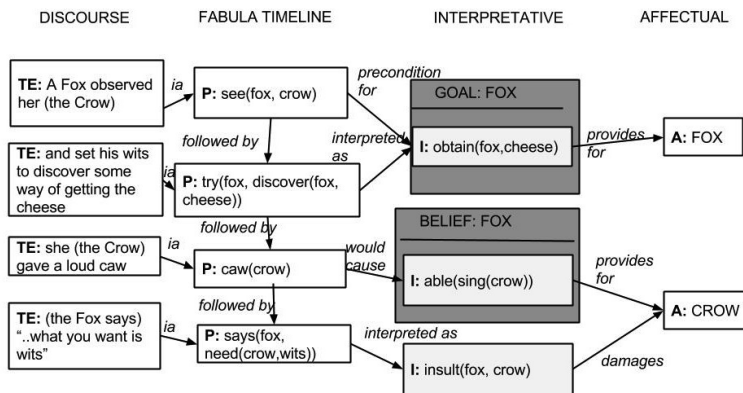 DISCOURSE
FABULA TIMELINE
INTERPRETATIVE
AFFECTUAL
TE: A Fox observed
her (the Crow)
ia
P: see(fox, crow)
precondition
for
GOAL: FOX
followed by
interpreted
as
I: obtain(fox,cheese)
provides
for
A: FOX
TE: and set his wits
to discover some
way of getting the
cheese
ia
P: try(fox, discover(fox,
cheese))
followed by
BELIEF: FOX
TE: she (the Crow)
gave a loud caw
ia
P: caw(crow)
would
cause
I: able(sing(crow))
provides
for
followed by
A: CROW
TE: (the Fox says)
“..what you want is
wits”
ia
P: says(fox,
need(crow,wits))
interpreted as
I: insult(fox, crow)
damages